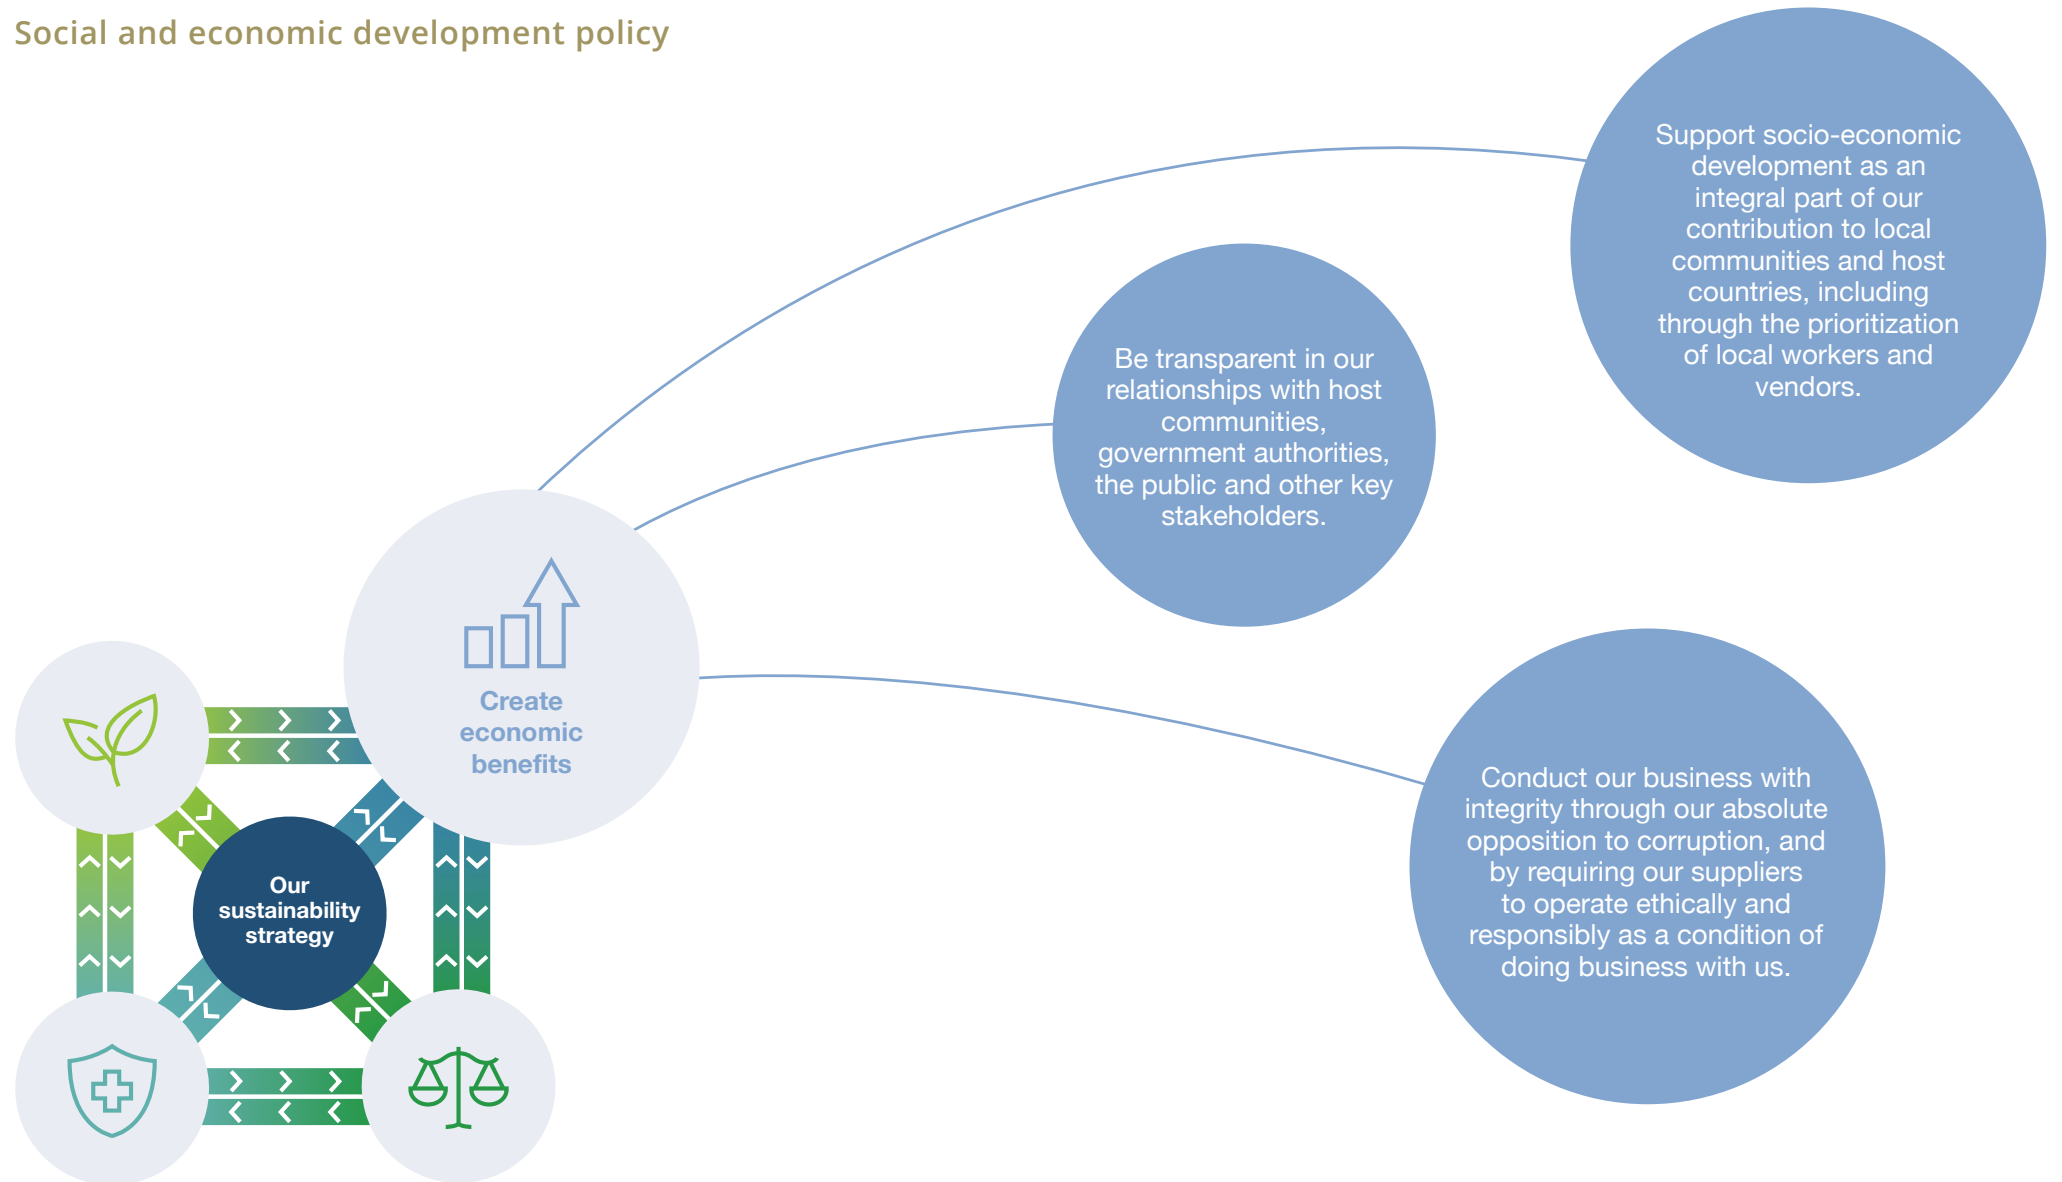 Social and economic development policy
Support socio-economic
development as an
integral part of our
contribution to local
communities and host
countries, including
through the prioritization
of local workers and
vendors.
Be transparent in our
relationships with host
communities,
government authorities,
the public and other key
stakeholders.
Create
economic
benefits
Conduct our business with
integrity through our absolute
opposition to corruption, and
by requiring our suppliers
to operate ethically and
responsibly as a condition of
doing business with us.
Our
sustainability
strategy